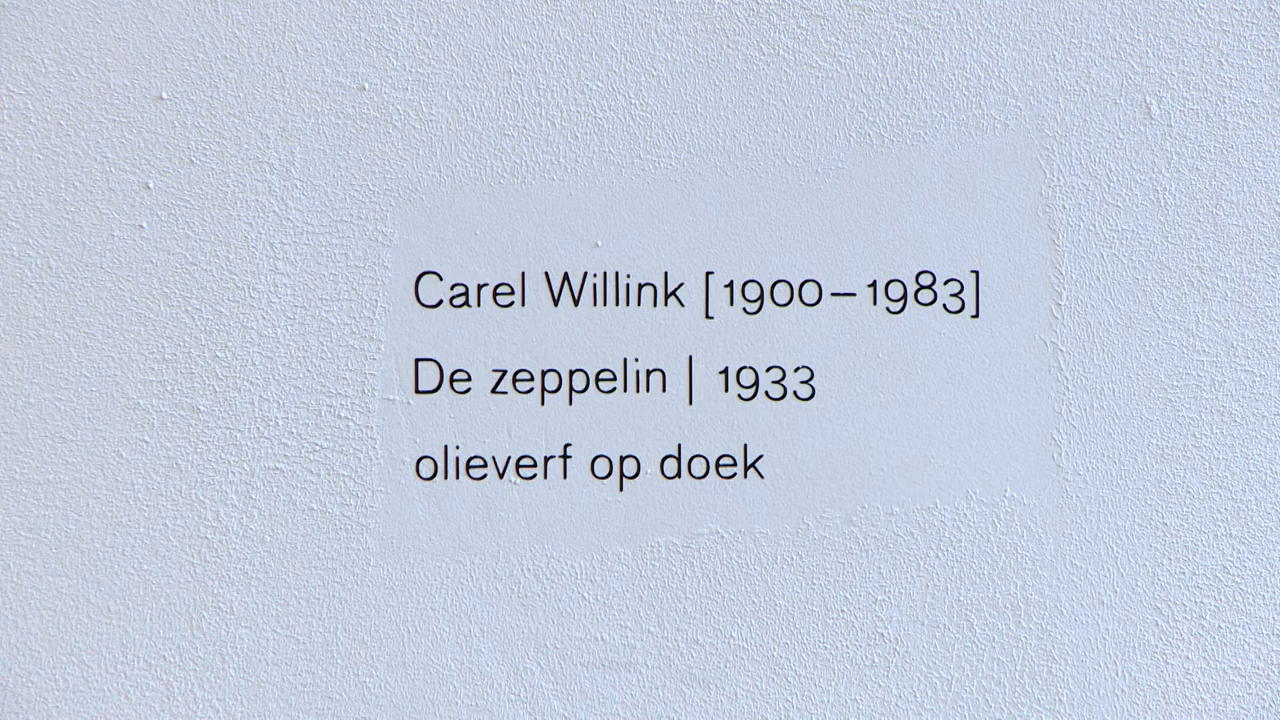 Carel Willink [1900–1983]
De zeppelin | 1933
olieverf op doek